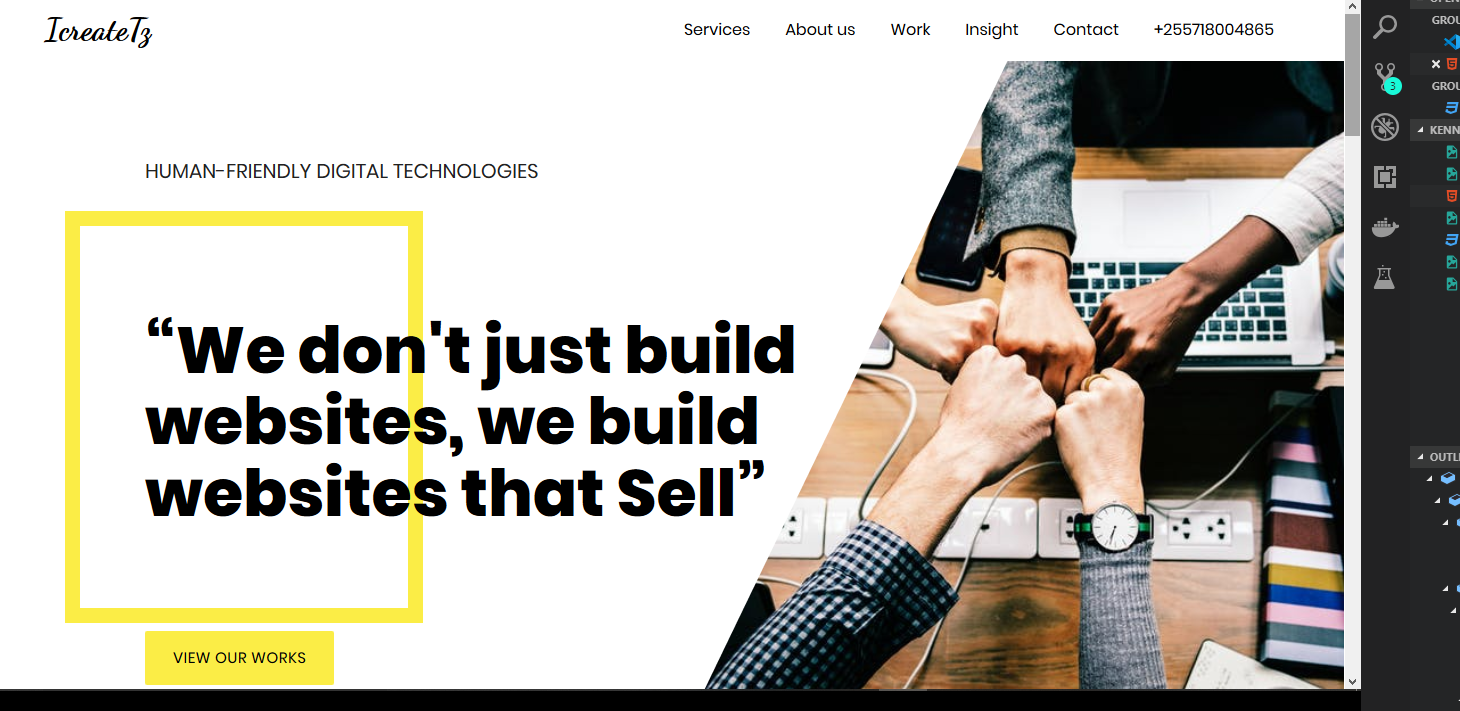 IcreateTz
Services About us Work Insight Contact +255718004865
HUMAN-FRIENDLY DIGITAL TECHNOLOGIES
“We don't just build
websites, we build
websites that Sell”
VIEW OUR WORKS
3
GROU
GROU
KENN
OUTLI